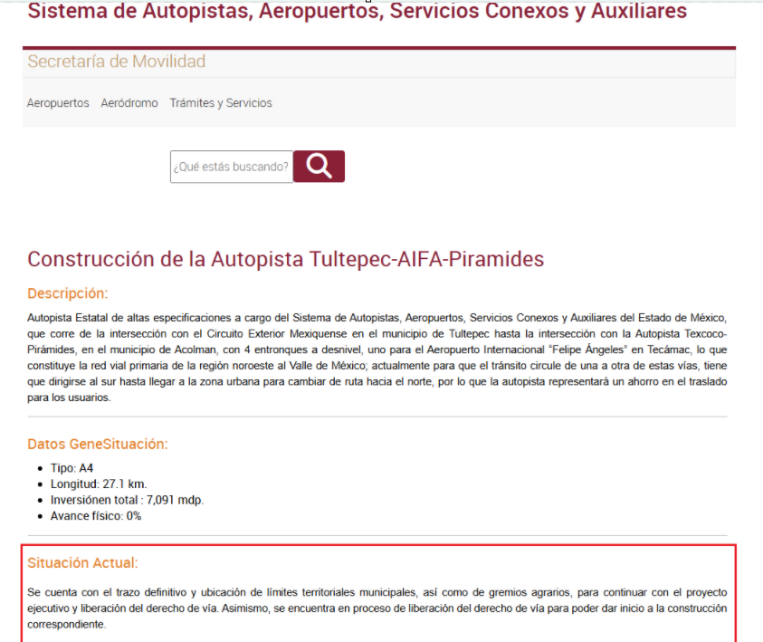 Sistema de Autopistas, Aeropuertos, Servicios Conexos y Auxiliares
Secretaría de Movilidad
Aeropuertos Aeródromo Trámites y Servicios
¿Qué estás buscando?
Construcción de la Autopista Tultepec-AIFA-Piramides
Descripción:
Autopista Estatal de altas especificaciones a cargo del Sistema de Autopistas, Aeropuertos, Servicios Conexos y Auxiliares del Estado de México,
que corre de la intersección con el Circuito Exterior Mexiquense en el municipio de Tultepec hasta la intersección con la Autopista Texcoco-
Pirámides, en el municipio de Acolman, con 4 entronques a desnivel, uno para el Aeropuerto Internacional "Felipe Ángeles" en Tecámac, lo que
constituye la red vial primaria de la región noroeste al Valle de México; actualmente para que el tránsito circule de una a otra de estas vías, tiene
que dirigirse al sur hasta llegar a la zona urbana para cambiar de ruta hacia el norte, por lo que la autopista representará un ahorro en el traslado
para los usuarios.
Datos GeneSituación:
• Tipo: A4
• Longitud: 27.1 km.
• Inversiónen total : 7,091 mdp.
• Avance físico: 0%
Situación Actual:
Se cuenta con el trazo definitivo y ubicación de límites territoriales municipales, así como de gremios agrarios, para continuar con el proyecto
ejecutivo y liberación del derecho de vía. Asimismo, se encuentra en proceso de liberación del derecho de vía para poder dar inicio a la construcción
correspondiente.